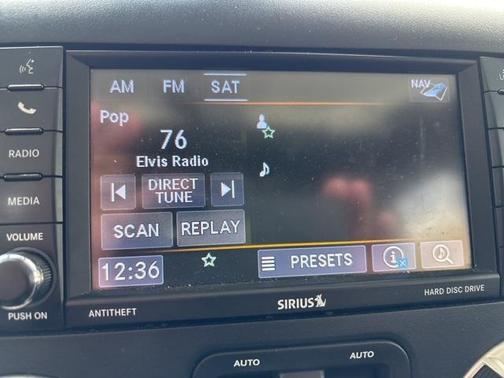 AM FM SAT NAV
Pop
76
Elvis Radio
DIRECT
TUNE
SCAN REPLAY
12:36 PRESETS
RADIO
MEDIA
VOLUME
PUSH ON
ANTITHEFT SIRIUS HARD DISC DRIVE
AUTO AUTO